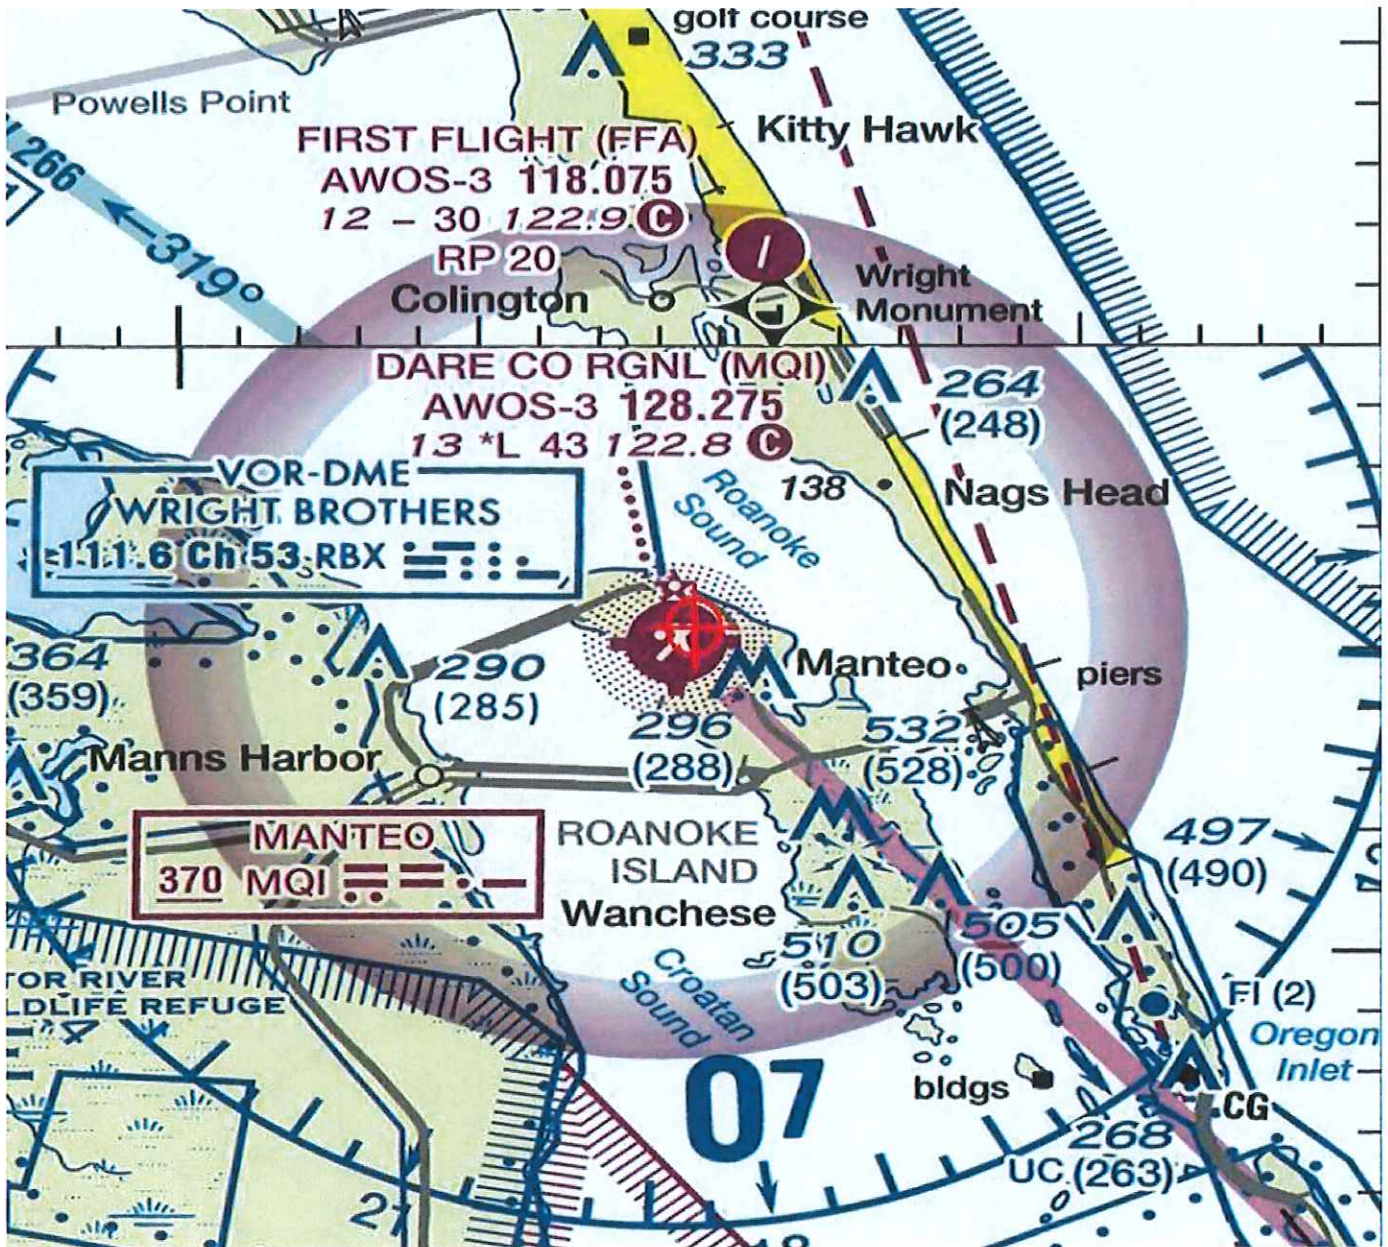 golf course
333
Powells Point
Kitty Hawk
266
FIRST FLIGHT (FFA)
AWOS-3 118.075
12 – 30 122.9 C
RP 20
←319°
Colington
Wright
Monument
DARE CO RGNL (MQI)
AWOS-3 128.275
13 *L 43 122.8 C
264
(248)
VOR-DME
WRIGHT BROTHERS
111.6 Ch 53 RBX
Roanoke
Sound
138
Nags Head
364
(359)
290
(285)
Manteo
piers
296
(288)
532
(528)
Manns Harbor
MANTEO
370 MQI
ROANOKE
ISLAND
Wanchese
497
(490)
510
(503)
505
(500)
Croatan
Sound
TOR RIVER
LDLIFE REFUGE
FI (2)
Oregon
Inlet
07
bldgs
CG
268
UC (263)
21
18